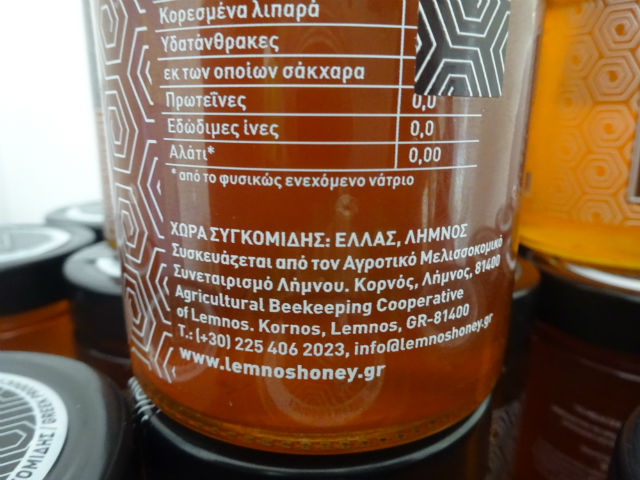 Κορεσμένα λιπαρά
Υδατάνθρακες
εκ των οποίων σάκχαρα
Πρωτεΐνες 0,0
Εδώδιμες ίνες 0,0
Αλάτι* 0,00
* από το φυσικώς ενεχόμενο νάτριο
ΧΩΡΑ ΣΥΓΚΟΜΙΔΗΣ: ΕΛΛΑΣ, ΛΗΜΝΟΣ
Συσκευάζεται από τον Αγροτικό Μελισσοκομικό
Συνεταιρισμό Λήμνου. Κορνός, Λήμνος, 81400
Agricultural Beekeeping Cooperative
of Lemnos. Kornos, Lemnos, GR-81400
T.: (+30) 225 406 2023, info@lemnoshoney.gr
www.lemnoshoney.gr